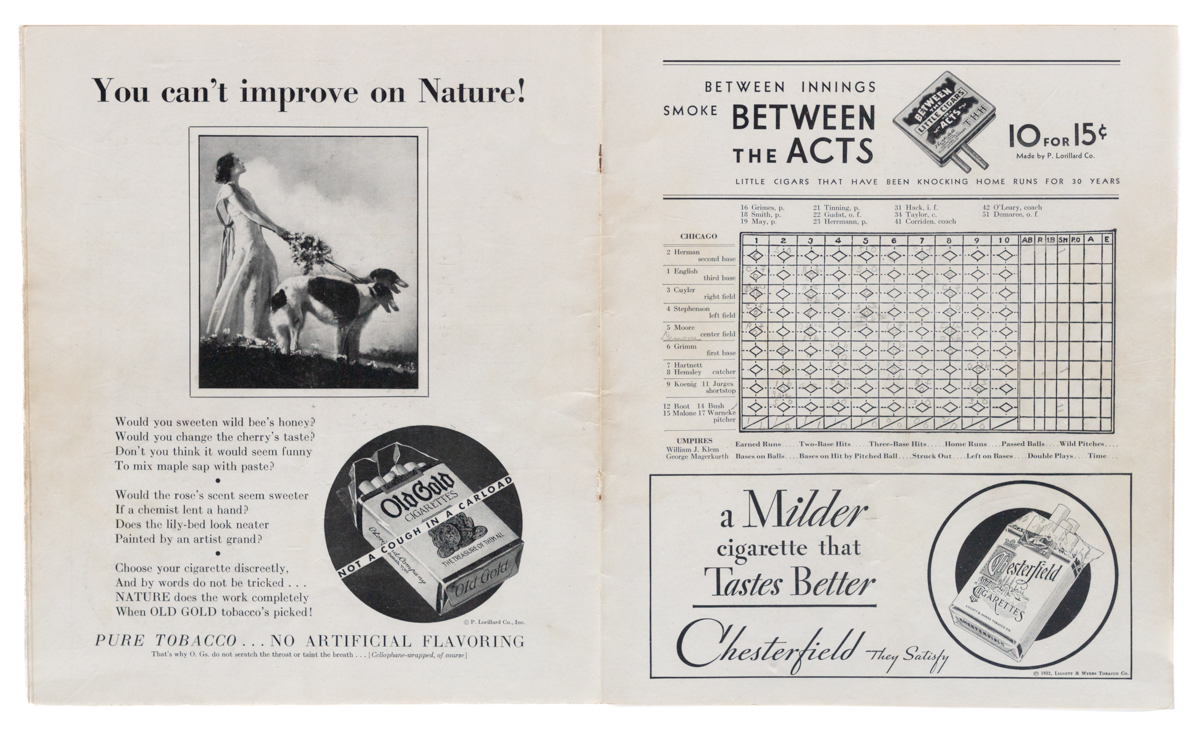 You can't improve on Nature!
Would you sweeten wild bee's honey?
Would you change the cherry's taste?
Don't you think it would seem funny
To mix maple sap with paste?
•
Would the rose's scent seem sweeter
If a chemist lent a hand?
Does the lily-bed look neater
Painted by an artist grand?
•
Choose your cigarette discreetly,
And by words do not be tricked . . .
NATURE does the work completely
When OLD GOLD tobacco's picked!
Old Gold
CIGARETTES
NOT A COUGH IN A CARLOAD
THE TREASURE OF THEM ALL
Old Gold
© P. Lorillard Co., Inc.
PURE TOBACCO . . . NO ARTIFICIAL FLAVORING
That's why O. Gs. do not scratch the throat or taint the breath . . . [Cellophane-wrapped, of course]
BETWEEN INNINGS
SMOKE BETWEEN
THE ACTS
BETWEEN
THE
LITTLE CIGARS
ACTS
10 FOR 15¢
Made by P. Lorillard Co.
LITTLE CIGARS THAT HAVE BEEN KNOCKING HOME RUNS FOR 30 YEARS
16 Grimes, p. 21 Tinning, p. 31 Hack, i. f. 42 O'Leary, coach
18 Smith, p. 22 Gudat, o. f. 34 Taylor, c. 51 Demaree, o. f.
19 May, p. 23 Herrmann, p. 41 Corriden, coach
CHICAGO 1 2 3 4 5 6 7 8 9 10 AB R 1B SH P.O A E
2 Herman
second base
1 English
third base
3 Cuyler
right field
4 Stephenson
left field
5 Moore
center field
6 Grimm
first base
7 Hartnett
8 Hemsley catcher
9 Koenig 11 Jurges
shortstop
12 Root 14 Bush
15 Malone 17 Warneke
pitcher
UMPIRES
William J. Klem
George Magerkurth
Earned Runs.... Two-Base Hits.... Three-Base Hits.... Home Runs.... Passed Balls.... Wild Pitches....
Bases on Balls.... Bases on Hit by Pitched Ball.... Struck Out.... Left on Bases.... Double Plays.... Time....
a Milder
cigarette that
Tastes Better
Chesterfield They Satisfy
Chesterfield
CIGARETTES
© 1932, Liggett & Myers Tobacco Co.